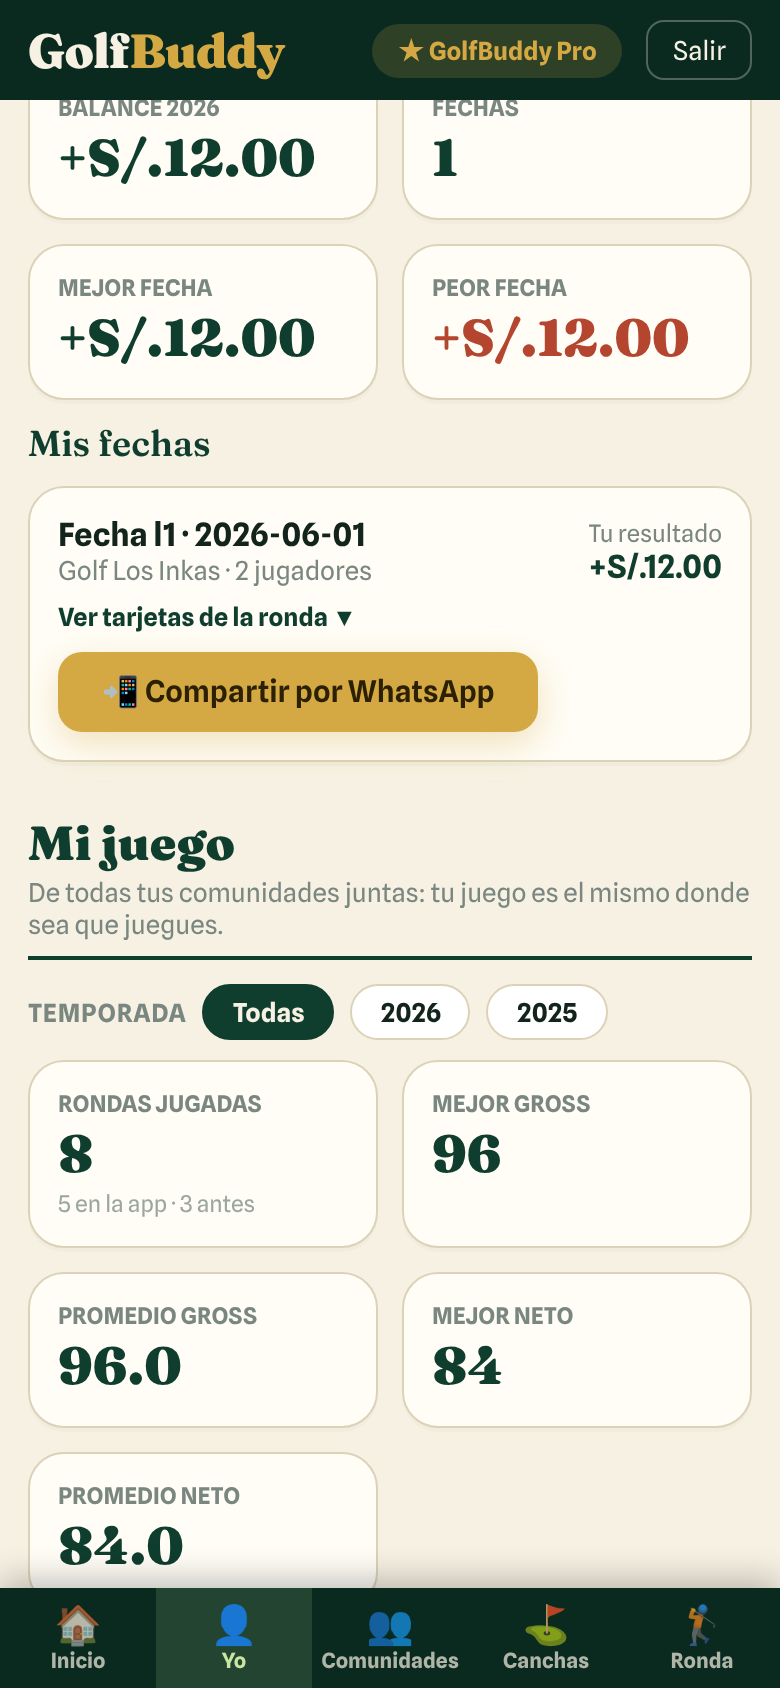 GolfBuddy
★ GolfBuddy Pro
Salir
BALANCE 2026
+S/.12.00
FECHAS
1
MEJOR FECHA
+S/.12.00
PEOR FECHA
+S/.12.00
Mis fechas
Fecha l1 · 2026-06-01
Golf Los Inkas · 2 jugadores
Tu resultado
+S/.12.00
Ver tarjetas de la ronda ▼
📲 Compartir por WhatsApp
Mi juego
De todas tus comunidades juntas: tu juego es el mismo donde
sea que juegues.
TEMPORADA
Todas
2026
2025
RONDAS JUGADAS
8
5 en la app · 3 antes
MEJOR GROSS
96
PROMEDIO GROSS
96.0
MEJOR NETO
84
PROMEDIO NETO
84.0
Inicio
Yo
Comunidades
Canchas
Ronda